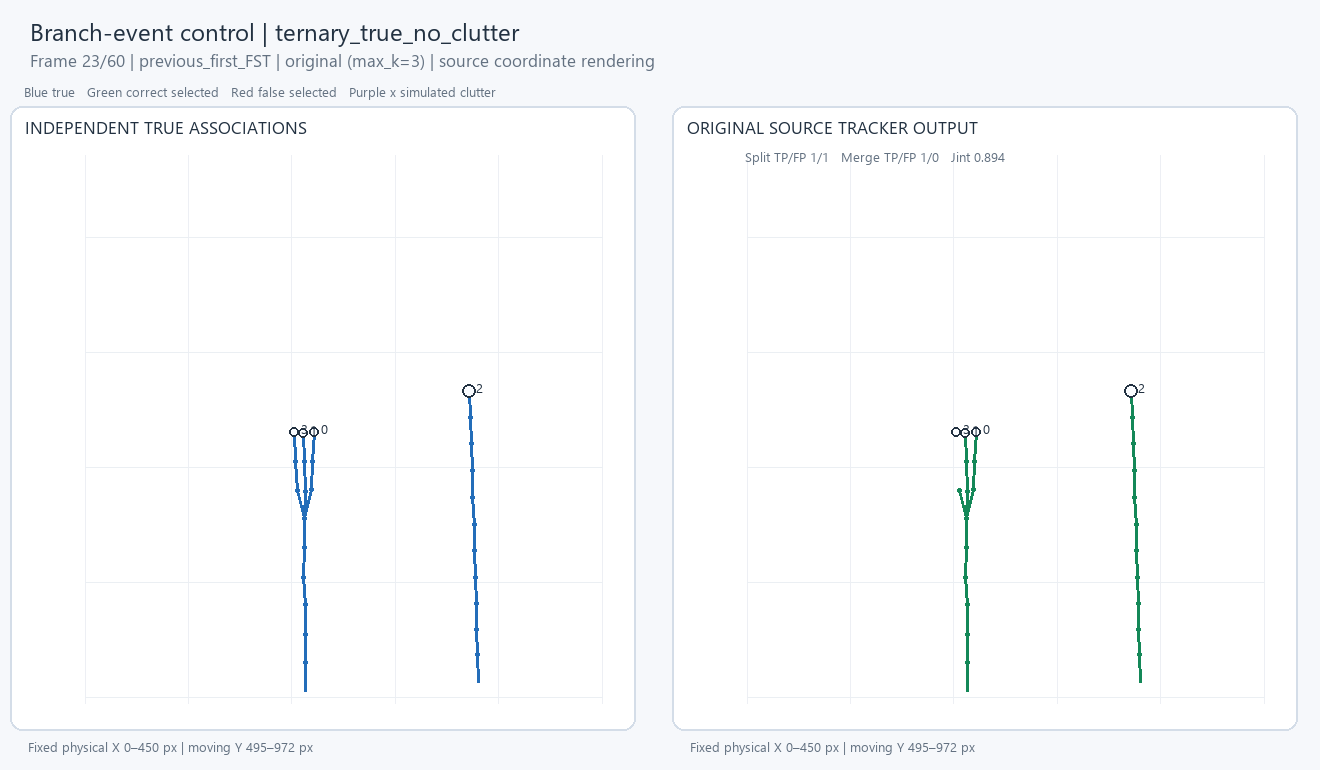 Branch-event control | ternary_true_no_clutter
Frame 23/60 | previous_first_FST | original (max_k=3) | source coordinate rendering
Blue true Green correct selected Red false selected Purple x simulated clutter
INDEPENDENT TRUE ASSOCIATIONS
2
0
ORIGINAL SOURCE TRACKER OUTPUT
Split TP/FP 1/1 Merge TP/FP 1/0 Jint 0.894
2
0
Fixed physical X 0–450 px | moving Y 495–972 px
Fixed physical X 0–450 px | moving Y 495–972 px